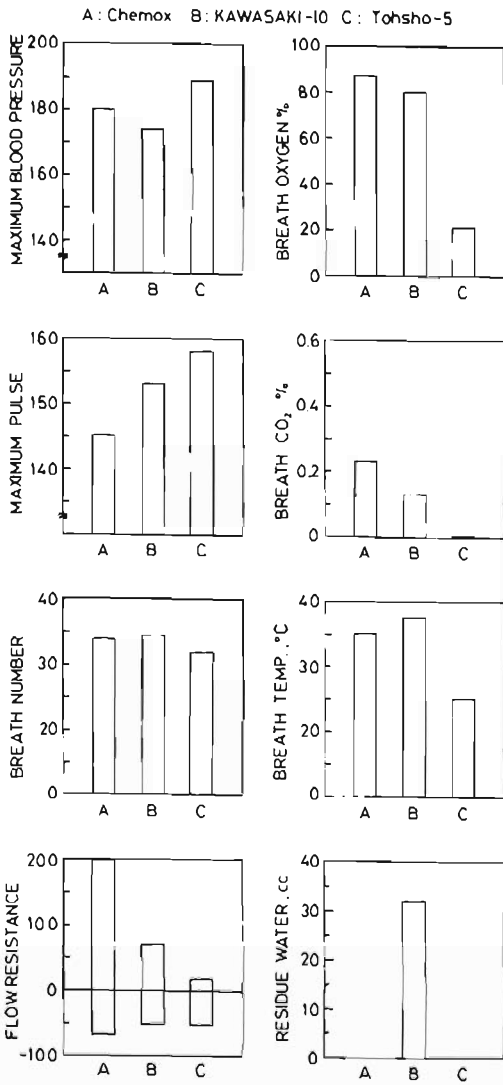 A: Chemox B: KAWASAKI-10 C: Tohsho-5
MAXIMUM BLOOD PRESSURE
200
180
160
140
A B C
BREATH OXYGEN %
100
80
60
40
20
0
A B C
MAXIMUM PULSE
160
150
140
A B C
BREATH CO₂ %
0.6
0.4
0.2
0
A B C
BREATH NUMBER
40
30
20
0
A B C
BREATH TEMP., °C
40
30
20
0
A B C
FLOW RESISTANCE
200
100
0
-100
A B C
RESIDUE WATER, cc
40
30
20
10
0
A B C